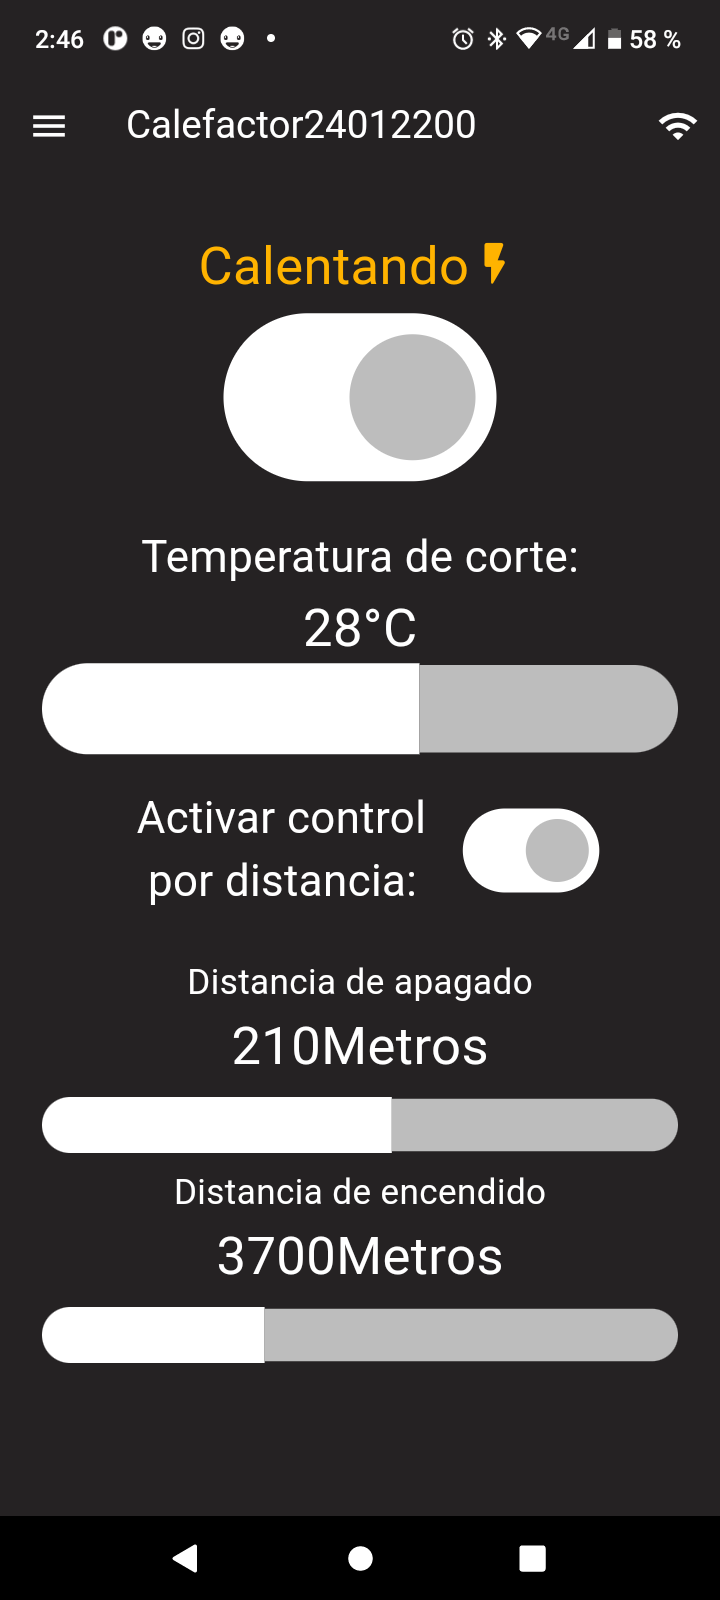 2:46 4G 58 %
Calefactor24012200
Calentando
Temperatura de corte:
28°C
Activar control
por distancia:
Distancia de apagado
210Metros
Distancia de encendido
3700Metros